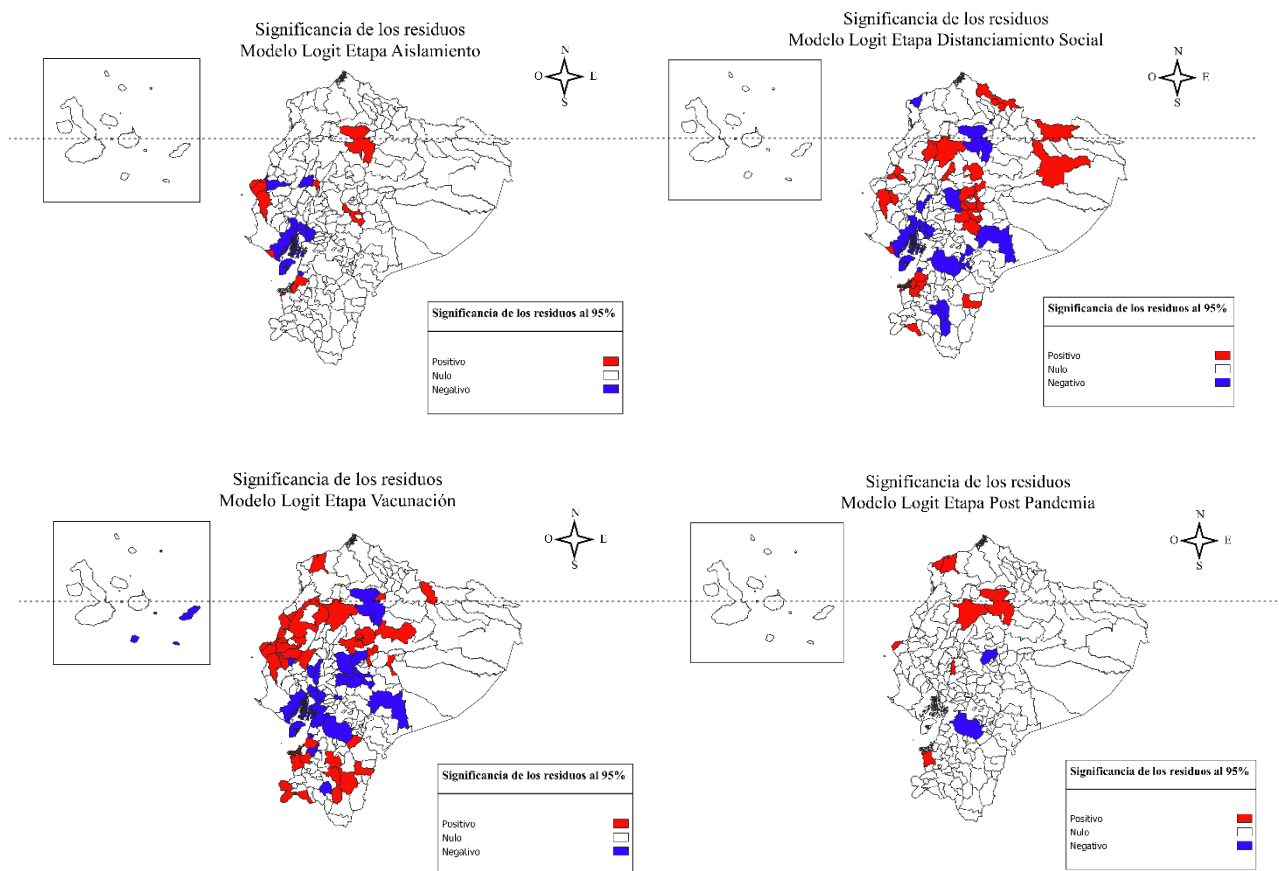 Significancia de los residuos
Modelo Logit Etapa Aislamiento
N
O
E
S
Significancia de los residuos al 95%
Positivo
Nulo
Negativo
Significancia de los residuos
Modelo Logit Etapa Distanciamiento Social
N
O
E
S
Significancia de los residuos al 95%
Positivo
Nulo
Negativo
Significancia de los residuos
Modelo Logit Etapa Vacunación
N
O
E
S
Significancia de los residuos al 95%
Positivo
Nulo
Negativo
Significancia de los residuos
Modelo Logit Etapa Post Pandemia
N
O
E
S
Significancia de los residuos al 95%
Positivo
Nulo
Negativo